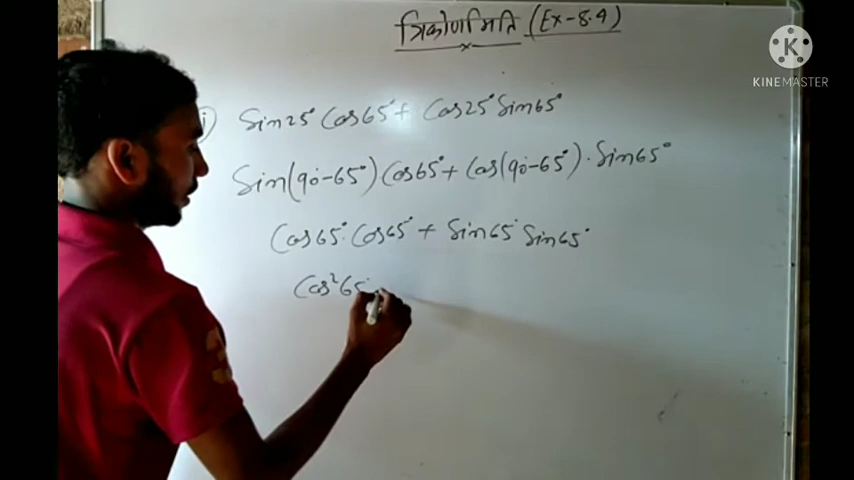 त्रिकोणमिति (Ex-8.4)
K
KINEMASTER
i) Sin25° Cos65° + Cos25° Sin65°
Sin(90°-65°) Cos65° + Cos(90°-65°) · Sin65°
Cos65° · Cos65° + Sin65° Sin65°
Cos²65°